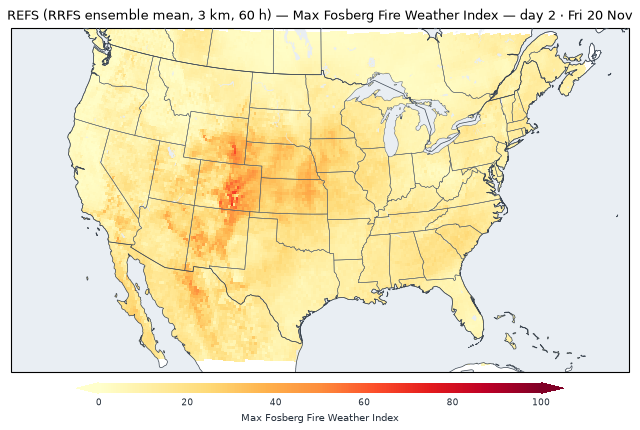 REFS (RRFS ensemble mean, 3 km, 60 h) — Max Fosberg Fire Weather Index — day 2 · Fri 20 Nov
0 20 40 60 80 100
Max Fosberg Fire Weather Index